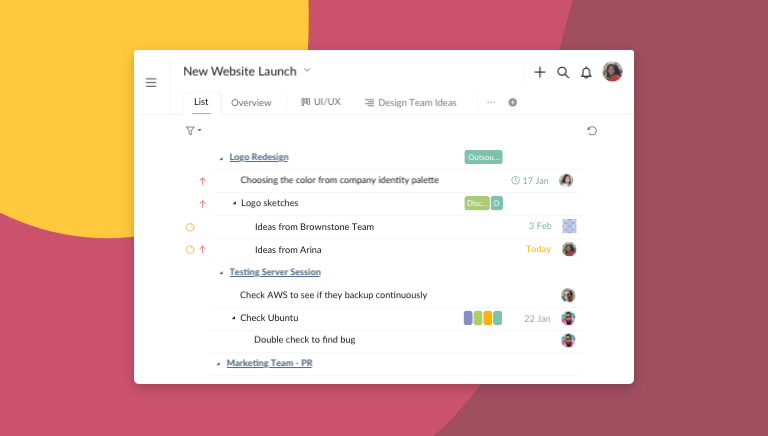 New Website Launch
List Overview UI/UX Design Team Ideas
Logo Redesign Outsou...
Choosing the color from company identity palette 17 Jan
Logo sketches Disc... O
Ideas from Brownstone Team 3 Feb
Ideas from Arina Today
Testing Server Session
Check AWS to see if they backup continuously
Check Ubuntu 22 Jan
Double check to find bug
Marketing Team - PR